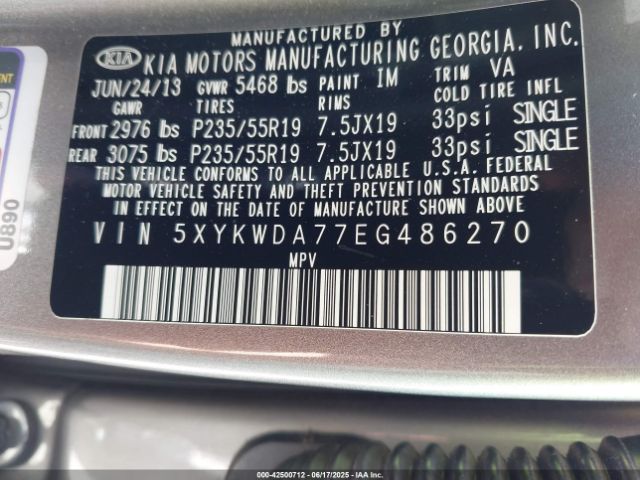 MANUFACTURED BY
KIA KIA MOTORS MANUFACTURING GEORGIA, INC.
JUN/24/13 GVWR 5468 lbs PAINT IM TRIM VA
GAWR TIRES RIMS COLD TIRE INFL
FRONT 2976 lbs P235/55R19 7.5JX19 33psi SINGLE
REAR 3075 lbs P235/55R19 7.5JX19 33psi SINGLE
THIS VEHICLE CONFORMS TO ALL APPLICABLE U.S.A. FEDERAL
MOTOR VEHICLE SAFETY AND THEFT PREVENTION STANDARDS
IN EFFECT ON THE DATE OF MANUFACTURE SHOWN ABOVE
VIN 5XYKWDA77EG486270
MPV
U890
000-42500712 | 06/17/2025 - IAA, Inc.